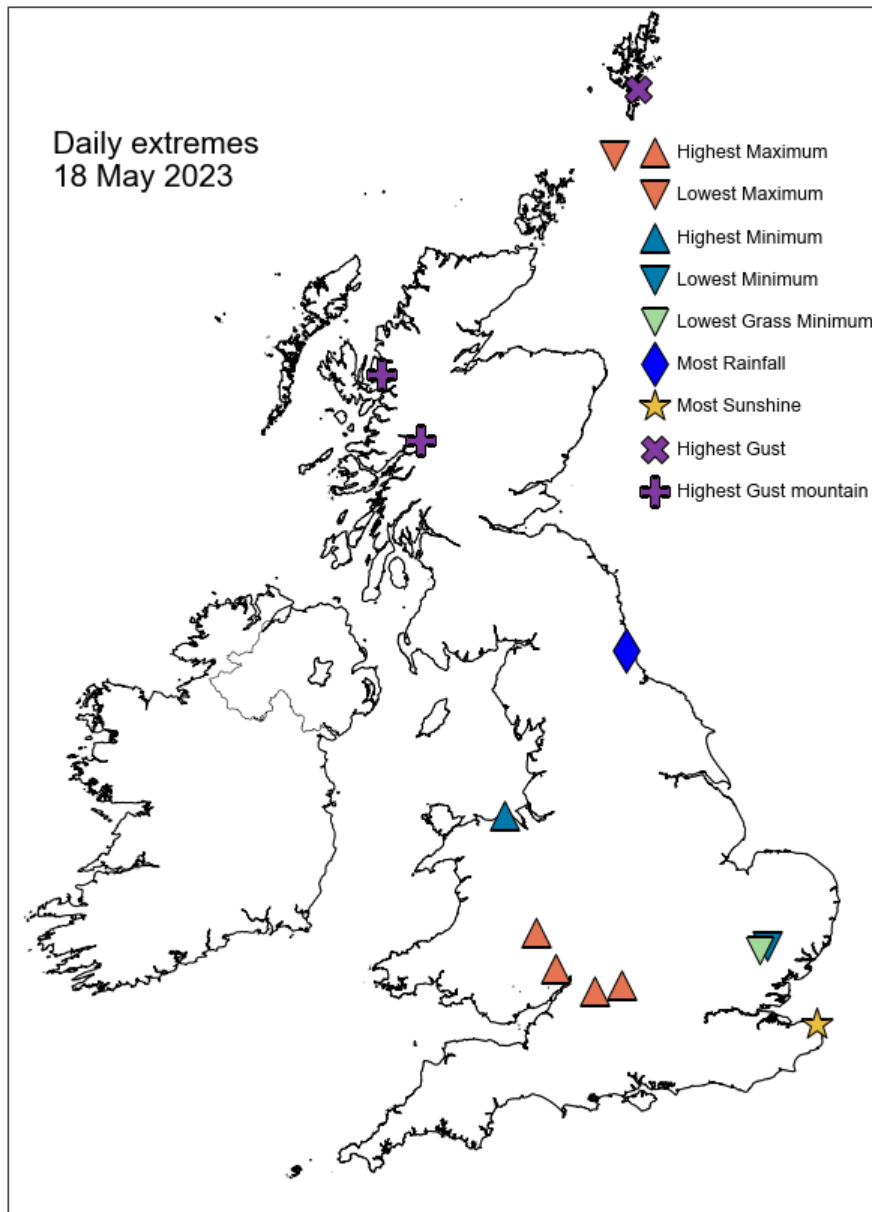 Daily extremes
18 May 2023
Highest Maximum
Lowest Maximum
Highest Minimum
Lowest Minimum
Lowest Grass Minimum
Most Rainfall
Most Sunshine
Highest Gust
Highest Gust mountain